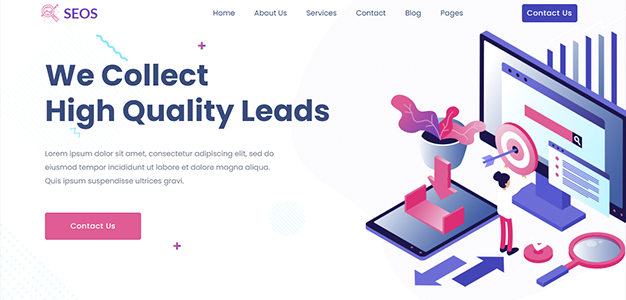 SEOS
Home About Us Services Contact Blog Pages
Contact Us
We Collect
High Quality Leads
Lorem ipsum dolor sit amet, consectetur adipiscing elit, sed do
eiusmod tempor incididunt ut labore et dolore magna aliqua.
Quis ipsum suspendisse ultrices gravi.
Contact Us